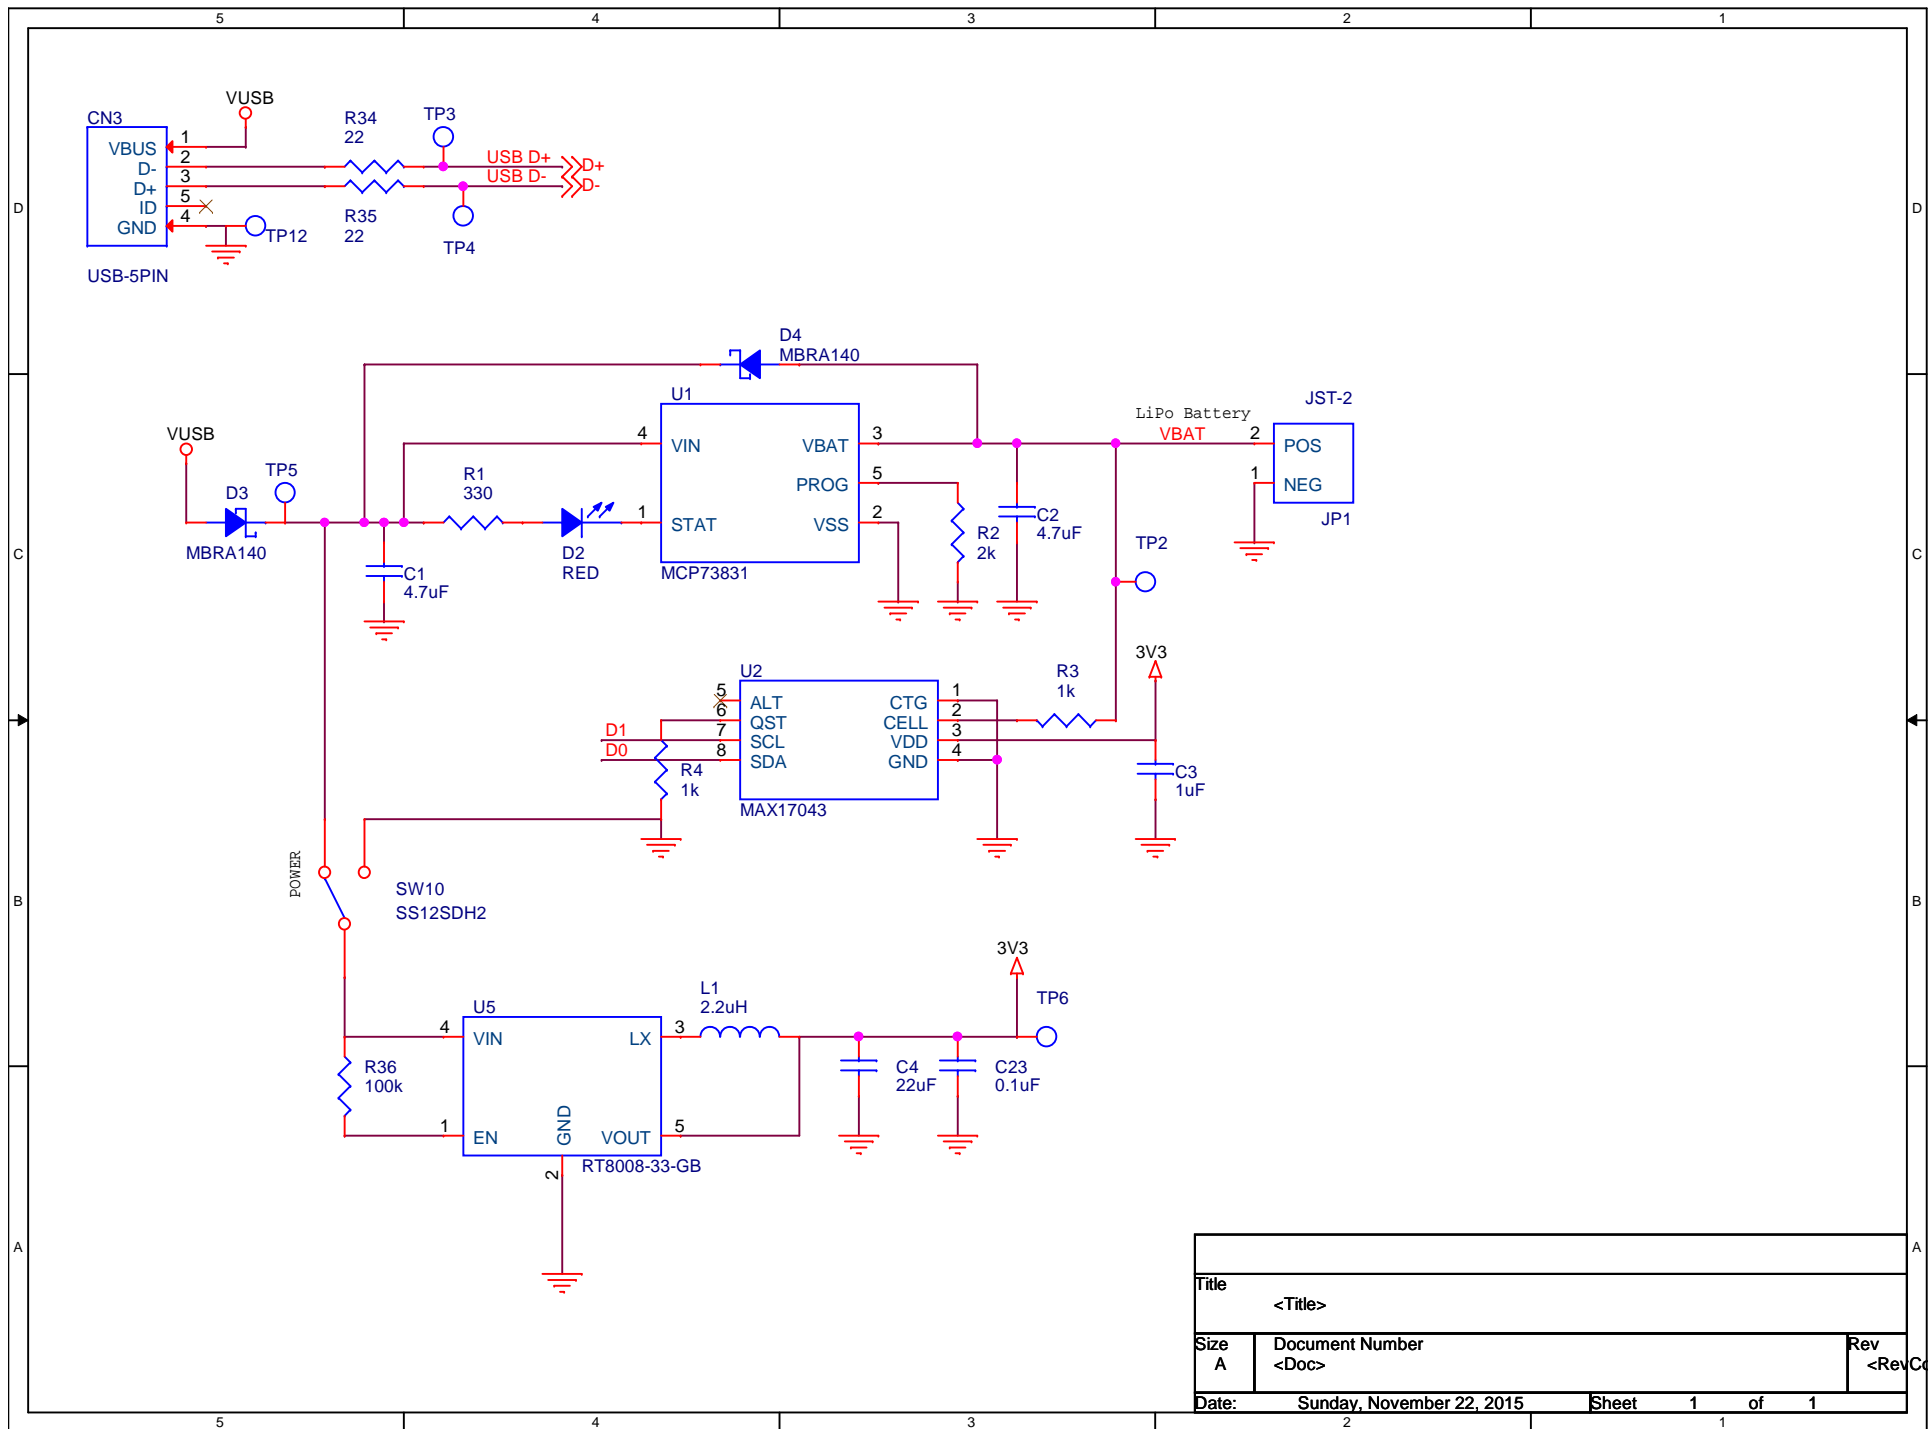 5 4 3 2 1
VUSB
CN3
VBUS 1
D- 2
D+ 3
ID 5
GND 4
USB-5PIN
TP12
R34
22
R35
22
TP3
TP4
USB D+ D+
USB D- D-
D D
D4
MBRA140
U1
4 VIN VBAT 3
PROG 5
1 STAT VSS 2
MCP73831
JST-2
LiPo Battery
VBAT
2 POS
1 NEG
JP1
VUSB
TP5
D3
MBRA140
R1
330
D2
RED
C1
4.7uF
R2
2k
C2
4.7uF
TP2
C C
3V3
U2
5 ALT CTG 1
6 QST CELL 2
D1 7 SCL VDD 3
D0 8 SDA GND 4
MAX17043
R3
1k
R4
1k
C3
1uF
POWER
SW10
SS12SDH2
B B
3V3
TP6
L1
2.2uH
U5
4 VIN LX 3
1 EN GND VOUT 5
2
RT8008-33-GB
R36
100k
C4
22uF
C23
0.1uF
A A
Title
<Title>
Size Document Number Rev
A <Doc> <RevCo
Date: Sunday, November 22, 2015 Sheet 1 of 1
5 4 3 2 1